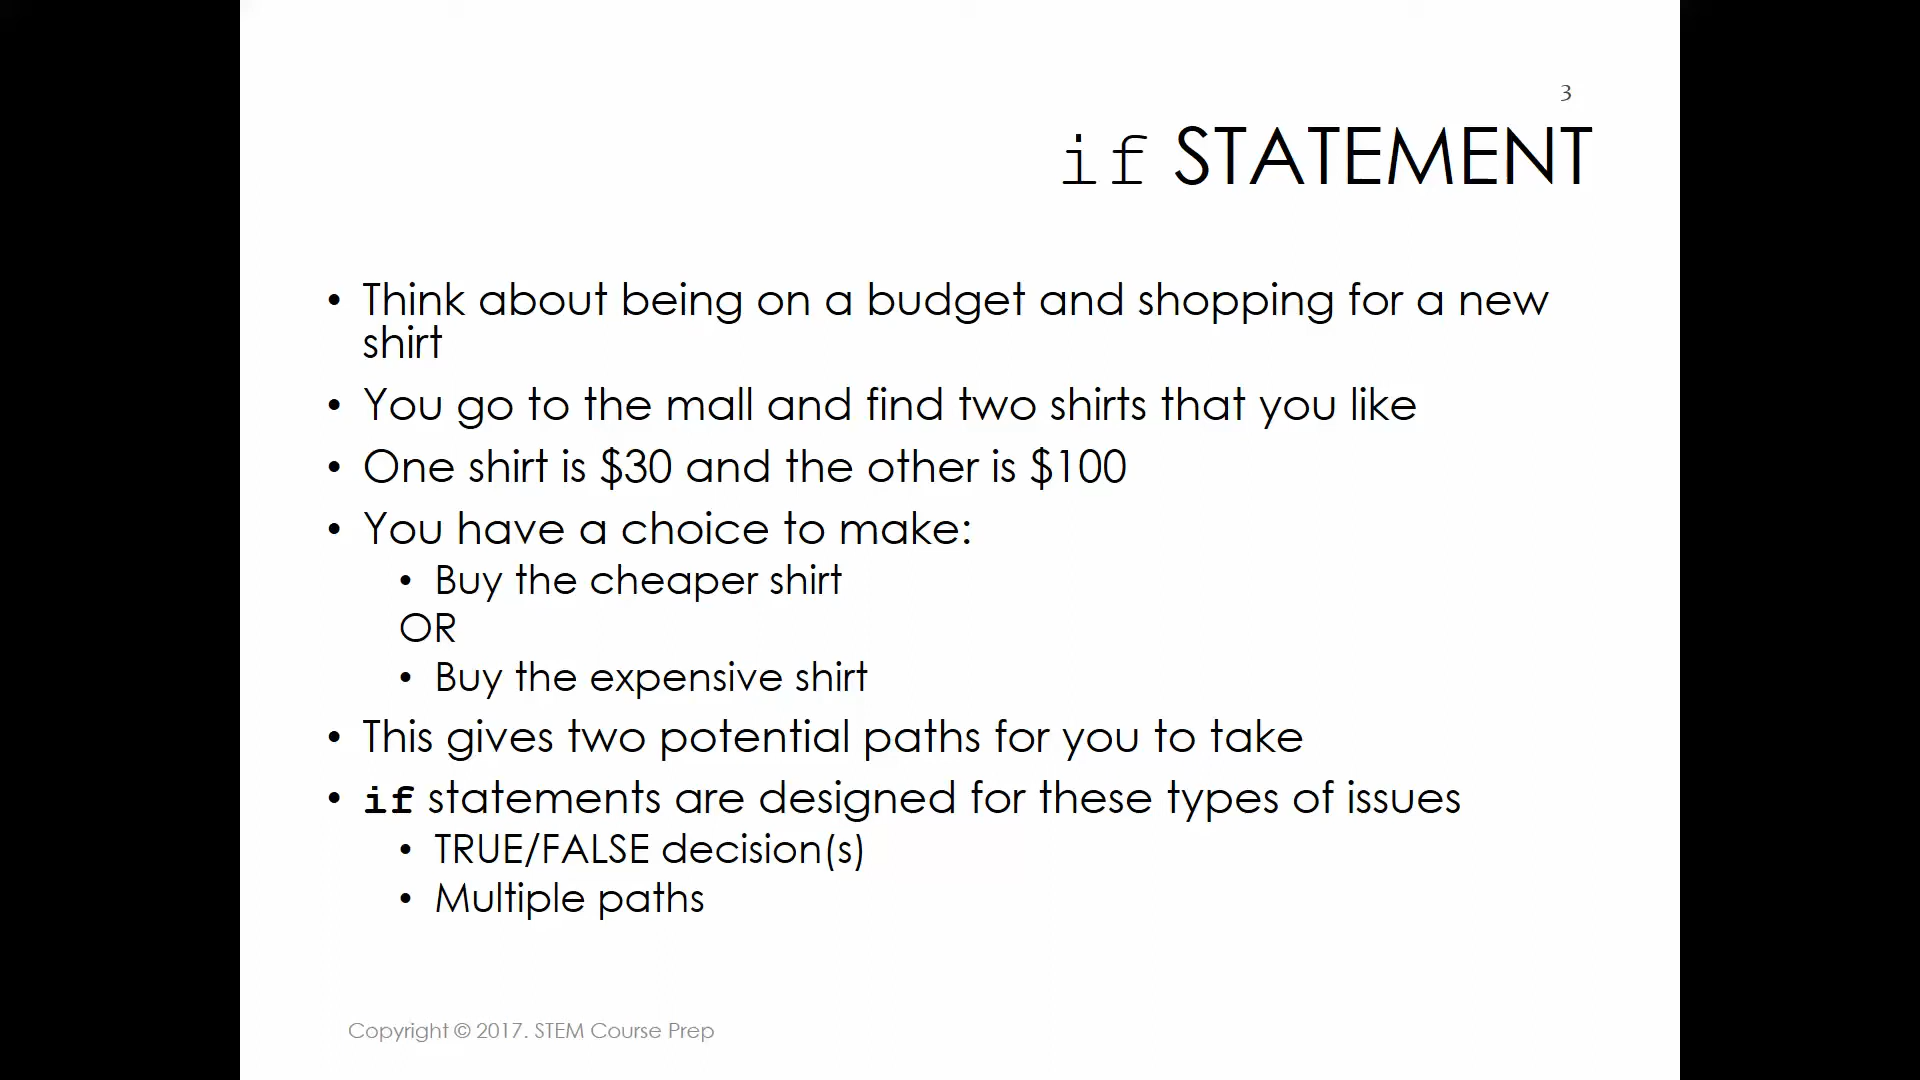 3
if STATEMENT
• Think about being on a budget and shopping for a new
shirt
• You go to the mall and find two shirts that you like
• One shirt is $30 and the other is $100
• You have a choice to make:
• Buy the cheaper shirt
OR
• Buy the expensive shirt
• This gives two potential paths for you to take
• if statements are designed for these types of issues
• TRUE/FALSE decision(s)
• Multiple paths
Copyright © 2017. STEM Course Prep